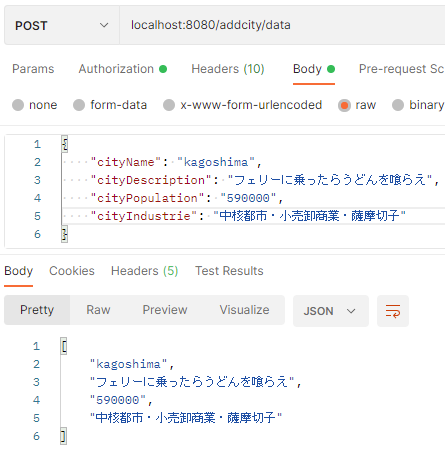 POST localhost:8080/addcity/data
Params Authorization Headers (10) Body Pre-request Sc
none form-data x-www-form-urlencoded raw binary
1 {
2 "cityName": "kagoshima",
3 "cityDescription": "フェリーに乗ったらうどんを喰らえ",
4 "cityPopulation": "590000",
5 "cityIndustrie": "中核都市・小売卸商業・薩摩切子"
6 }
Body Cookies Headers (5) Test Results
Pretty Raw Preview Visualize JSON
1 [
2 "kagoshima",
3 "フェリーに乗ったらうどんを喰らえ",
4 "590000",
5 "中核都市・小売卸商業・薩摩切子"
6 ]